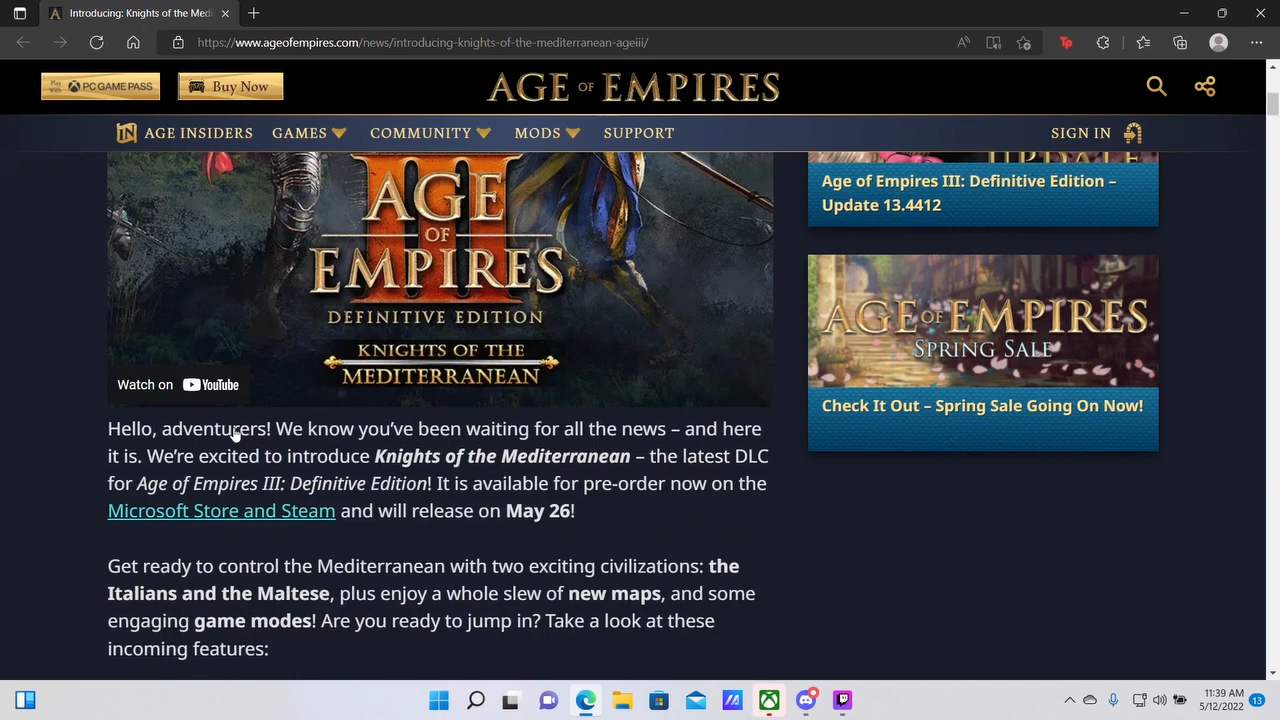 Introducing: Knights of the Medi
https://www.ageofempires.com/news/introducing-knights-of-the-mediterranean-ageiii/
PC GAME PASS
Buy Now
AGE OF EMPIRES
AGE INSIDERS
GAMES
COMMUNITY
MODS
SUPPORT
SIGN IN
III
AGE
OF
EMPIRES
DEFINITIVE EDITION
KNIGHTS OF THE
MEDITERRANEAN
Watch on YouTube
Hello, adventurers! We know you’ve been waiting for all the news – and here
it is. We’re excited to introduce Knights of the Mediterranean – the latest DLC
for Age of Empires III: Definitive Edition! It is available for pre-order now on the
Microsoft Store and Steam and will release on May 26!
Get ready to control the Mediterranean with two exciting civilizations: the
Italians and the Maltese, plus enjoy a whole slew of new maps, and some
engaging game modes! Are you ready to jump in? Take a look at these
incoming features:
UPDATE
Age of Empires III: Definitive Edition –
Update 13.4412
AGE OF EMPIRES
SPRING SALE
Check It Out – Spring Sale Going On Now!
11:39 AM
5/12/2022
13